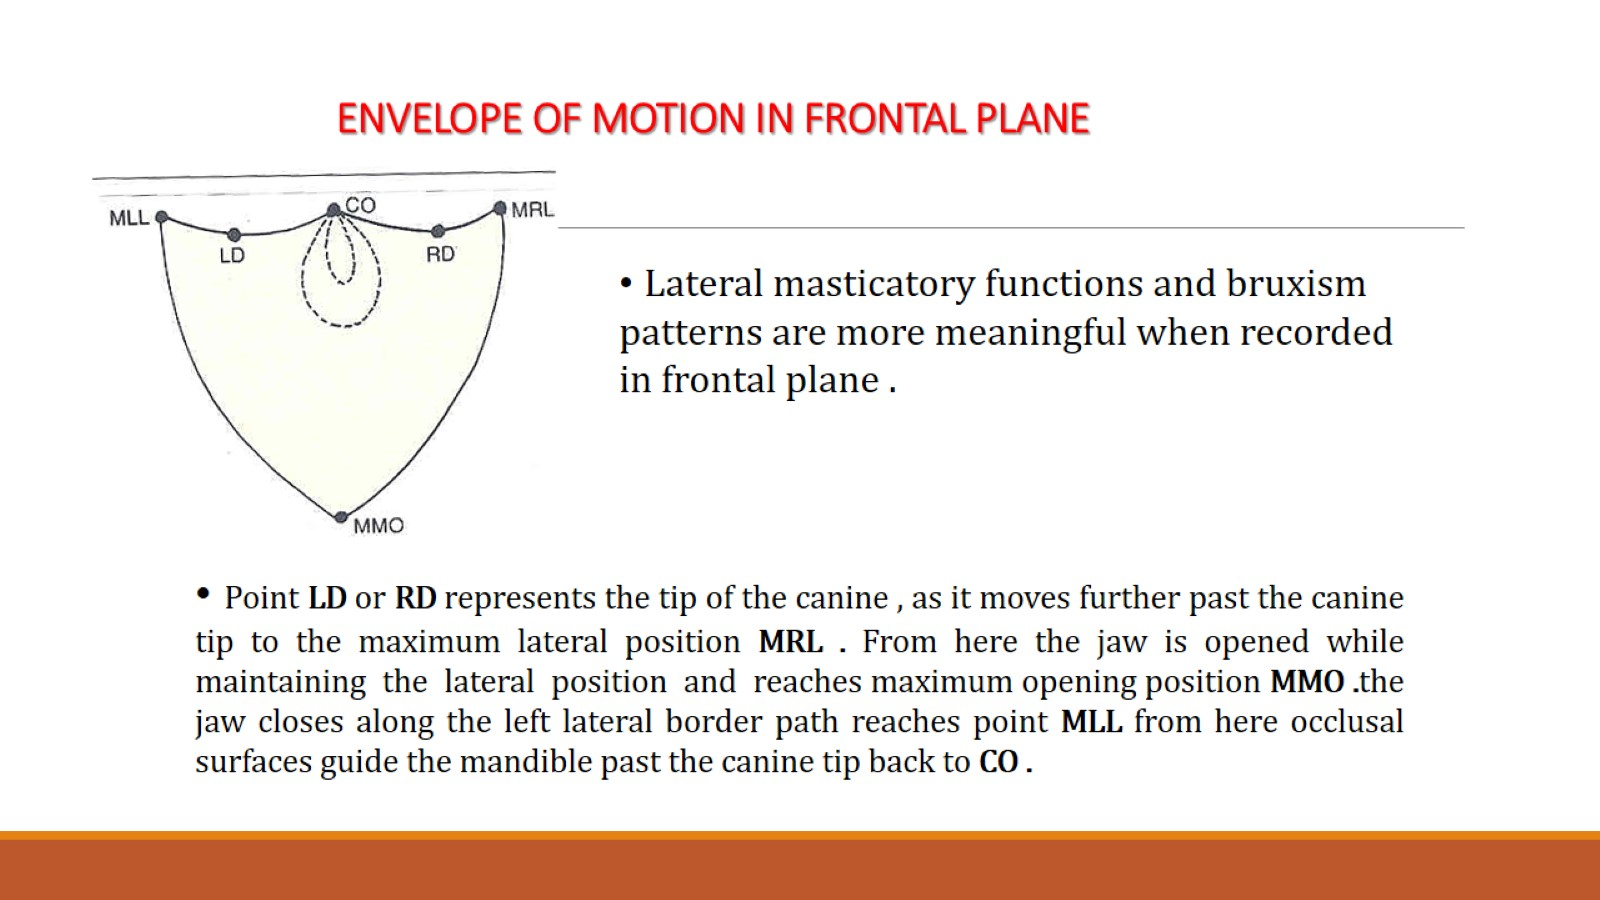 ENVELOPE OF MOTION IN FRONTAL PLANE
CO
MLL
MRL
LD
RD
MMO
• Lateral masticatory functions and bruxism
patterns are more meaningful when recorded
in frontal plane .
• Point LD or RD represents the tip of the canine , as it moves further past the canine
tip to the maximum lateral position MRL . From here the jaw is opened while
maintaining the lateral position and reaches maximum opening position MMO .the
jaw closes along the left lateral border path reaches point MLL from here occlusal
surfaces guide the mandible past the canine tip back to CO .